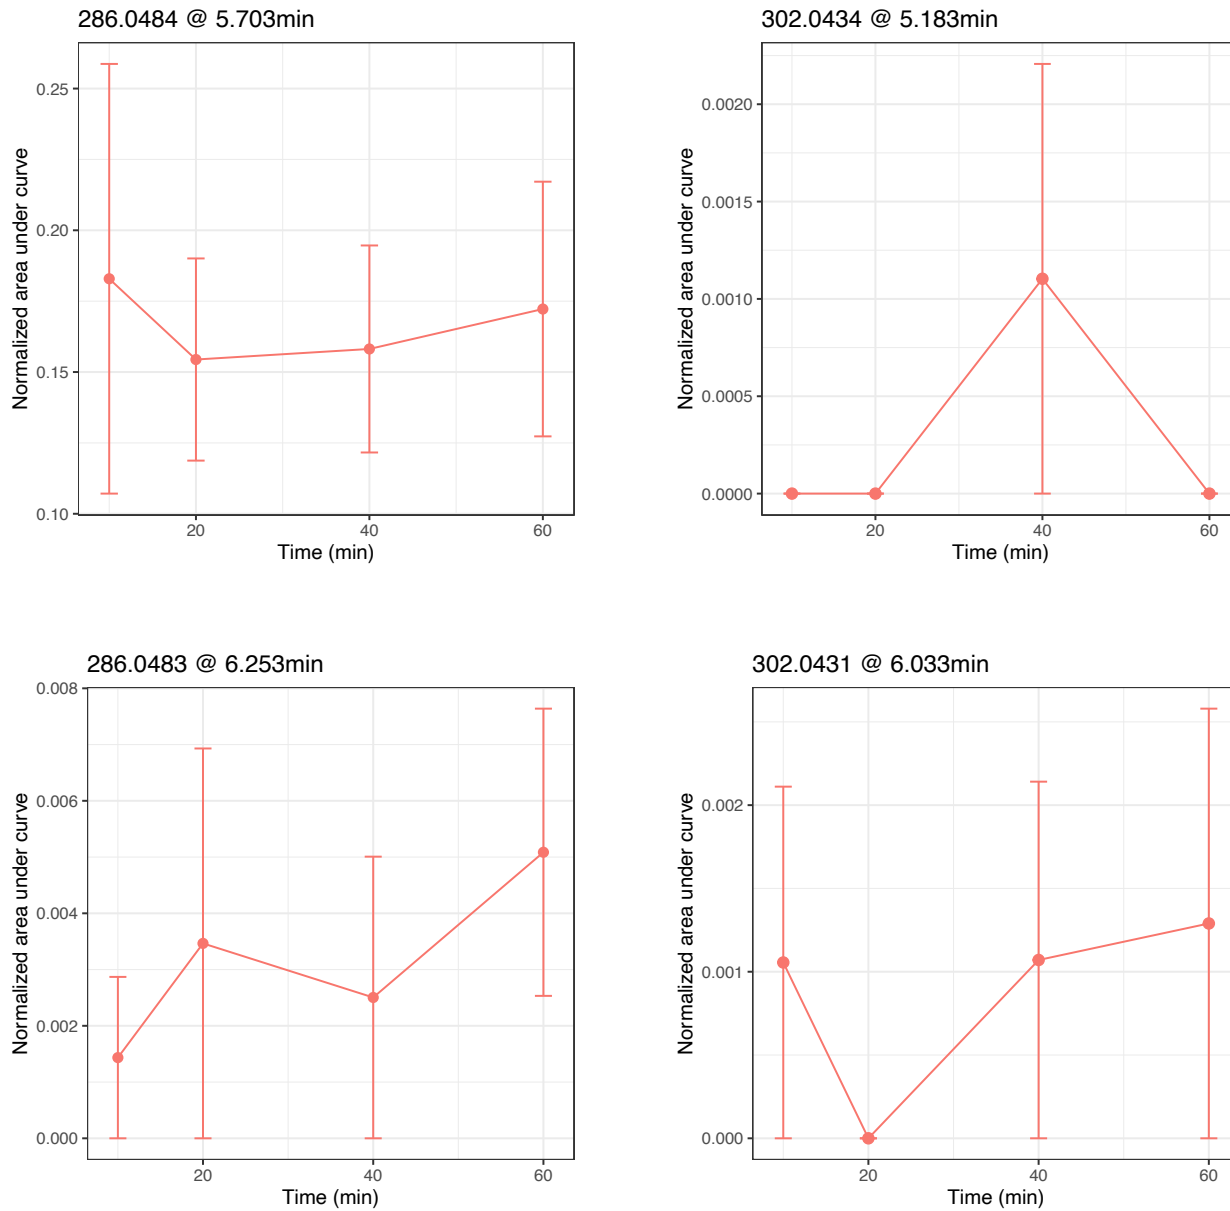 286.0484 @ 5.703min
Normalized area under curve
0.25
0.20
0.15
0.10
20 40 60
Time (min)
302.0434 @ 5.183min
Normalized area under curve
0.0020
0.0015
0.0010
0.0005
0.0000
20 40 60
Time (min)
286.0483 @ 6.253min
Normalized area under curve
0.008
0.006
0.004
0.002
0.000
20 40 60
Time (min)
302.0431 @ 6.033min
Normalized area under curve
0.002
0.001
0.000
20 40 60
Time (min)